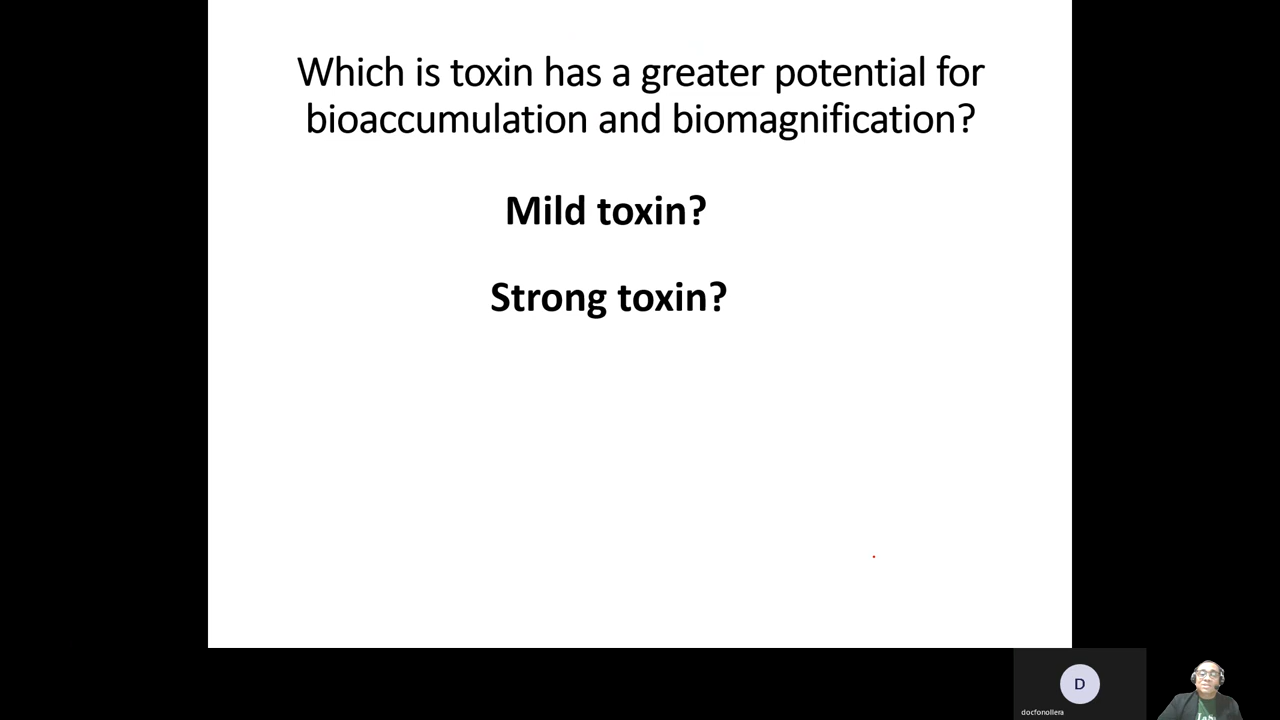 Which is toxin has a greater potential for
bioaccumulation and biomagnification?
Mild toxin?
Strong toxin?
D
docfonollera